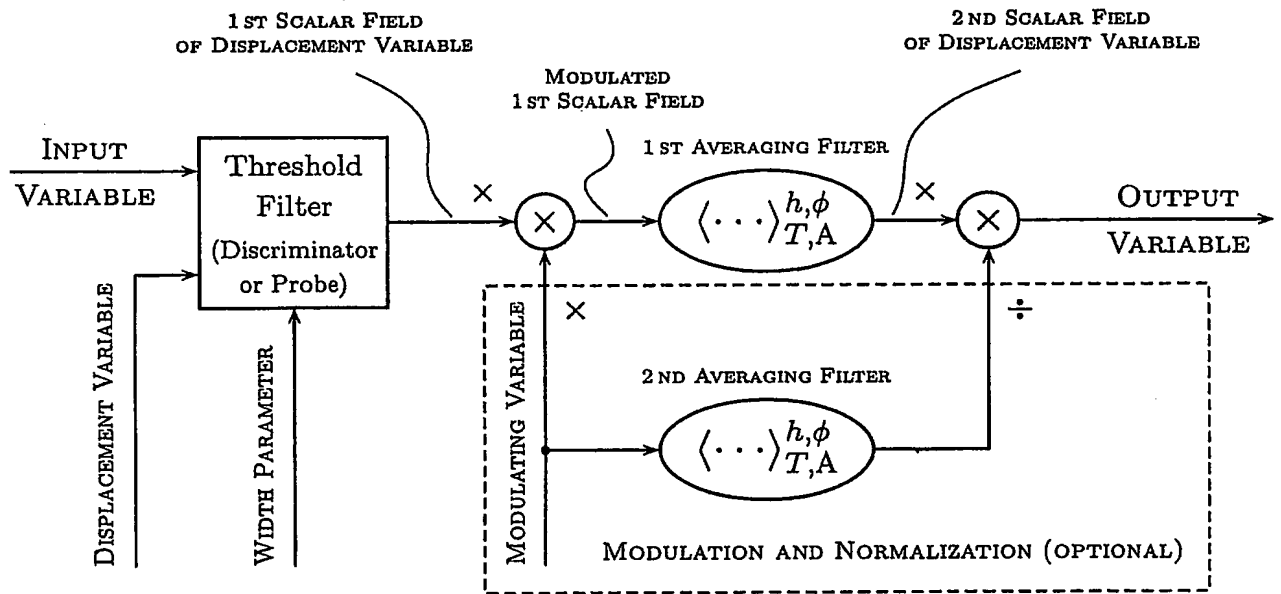 1ST SCALAR FIELD
OF DISPLACEMENT VARIABLE
2ND SCALAR FIELD
OF DISPLACEMENT VARIABLE
MODULATED
1ST SCALAR FIELD
INPUT
VARIABLE
Threshold
Filter
(Discriminator
or Probe)
×
×
1ST AVERAGING FILTER
⟨···⟩ h,ϕ
T,A
×
×
OUTPUT
VARIABLE
DISPLACEMENT VARIABLE
WIDTH PARAMETER
MODULATING VARIABLE
×
÷
2ND AVERAGING FILTER
⟨···⟩ h,ϕ
T,A
MODULATION AND NORMALIZATION (OPTIONAL)